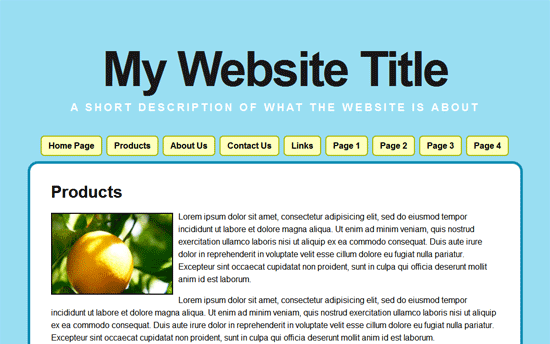 My Website Title
A SHORT DESCRIPTION OF WHAT THE WEBSITE IS ABOUT
Home Page Products About Us Contact Us Links Page 1 Page 2 Page 3 Page 4
Products
Lorem ipsum dolor sit amet, consectetur adipisicing elit, sed do eiusmod tempor
incididunt ut labore et dolore magna aliqua. Ut enim ad minim veniam, quis nostrud
exercitation ullamco laboris nisi ut aliquip ex ea commodo consequat. Duis aute irure
dolor in reprehenderit in voluptate velit esse cillum dolore eu fugiat nulla pariatur.
Excepteur sint occaecat cupidatat non proident, sunt in culpa qui officia deserunt mollit
anim id est laborum.
Lorem ipsum dolor sit amet, consectetur adipisicing elit, sed do eiusmod tempor
incididunt ut labore et dolore magna aliqua. Ut enim ad minim veniam, quis nostrud exercitation ullamco laboris nisi ut aliquip
ex ea commodo consequat. Duis aute irure dolor in reprehenderit in voluptate velit esse cillum dolore eu fugiat nulla
pariatur. Excepteur sint occaecat cupidatat non proident, sunt in culpa qui officia deserunt mollit anim id est laborum.